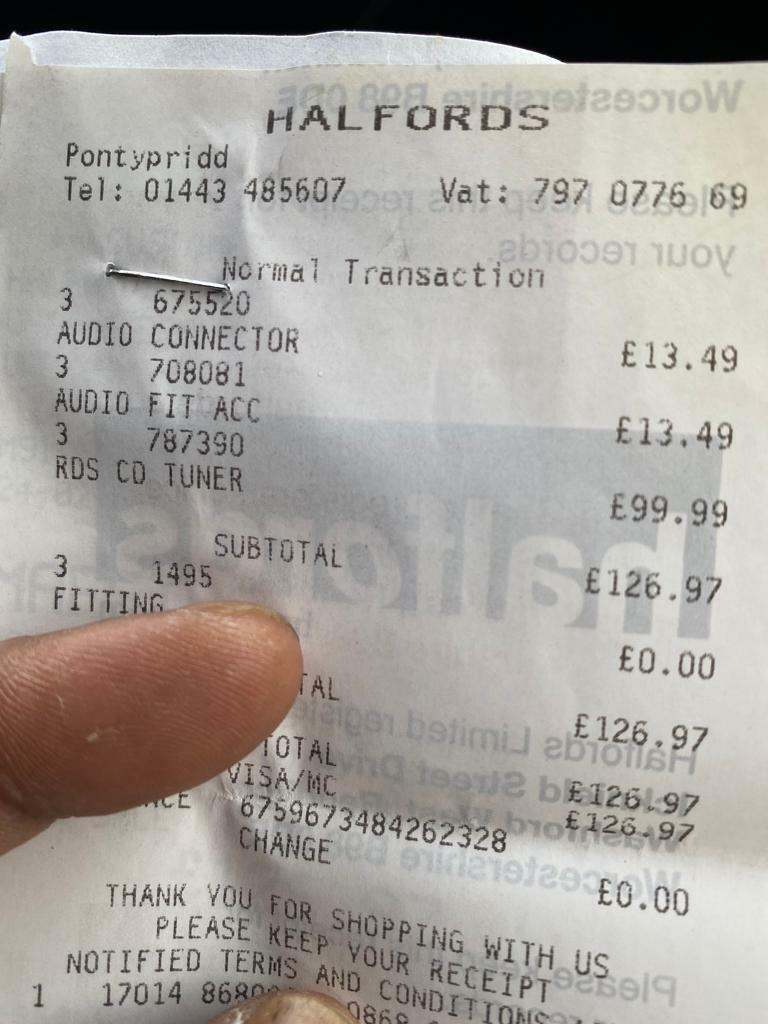 HALFORDS
Pontypridd
Tel: 01443 485607 Vat: 797 0776 69
Normal Transaction
3 675520
AUDIO CONNECTOR £13.49
3 708081
AUDIO FIT ACC £13.49
3 787390
RDS CD TUNER £99.99
SUBTOTAL £126.97
3 1495
FITTING £0.00
TAL £126.97
TOTAL £126.97
VISA/MC £126.97
6759673484262328
CHANGE £0.00
THANK YOU FOR SHOPPING WITH US
PLEASE KEEP YOUR RECEIPT
NOTIFIED TERMS AND CONDITIONS
1 17014